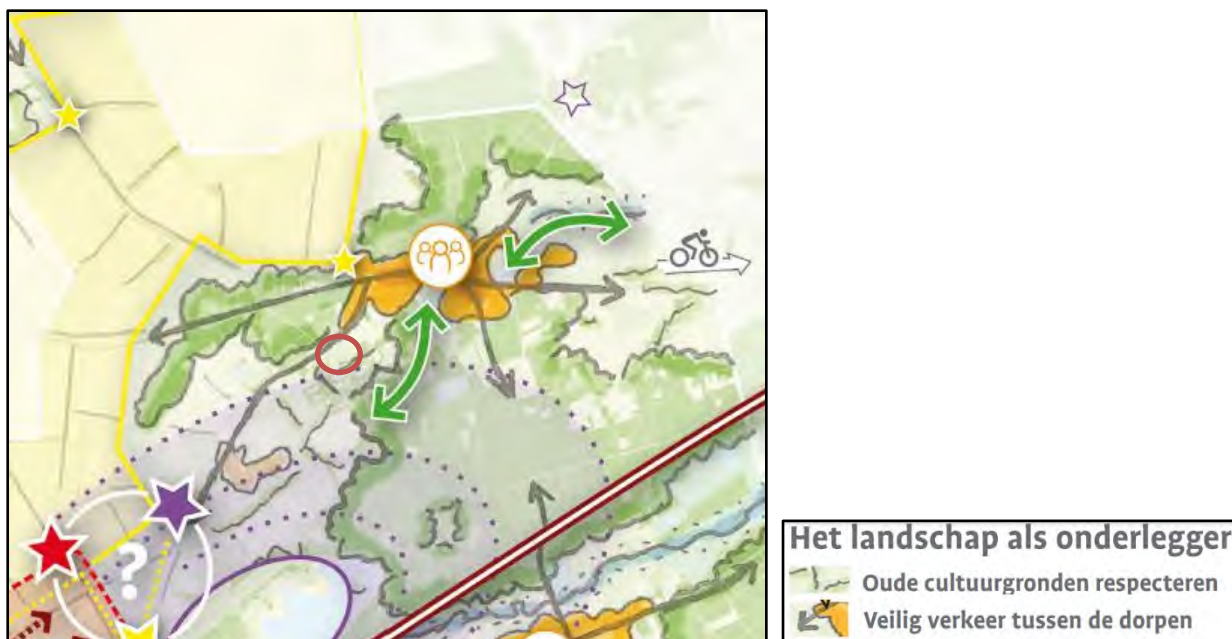 ?
Het landschap als onderlegger
Oude cultuurgronden respecteren
Veilig verkeer tussen de dorpen